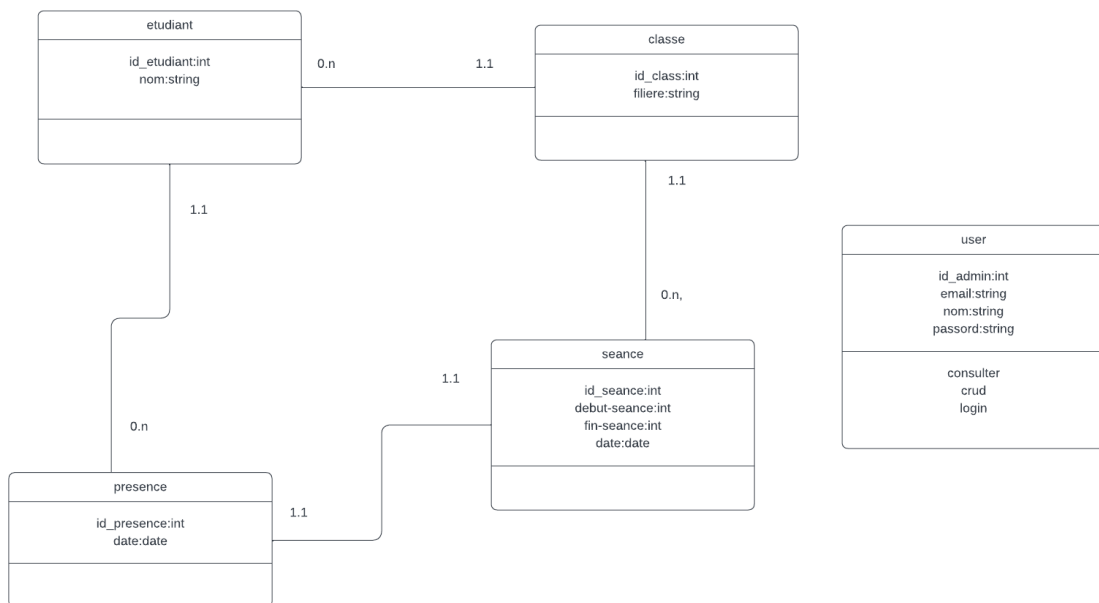 etudiant
id_etudiant:int
nom:string
0.n
1.1
classe
id_class:int
filiere:string
1.1
1.1
0.n,
user
id_admin:int
email:string
nom:string
passord:string
consulter
crud
login
seance
id_seance:int
debut-seance:int
fin-seance:int
date:date
1.1
0.n
presence
id_presence:int
date:date
1.1